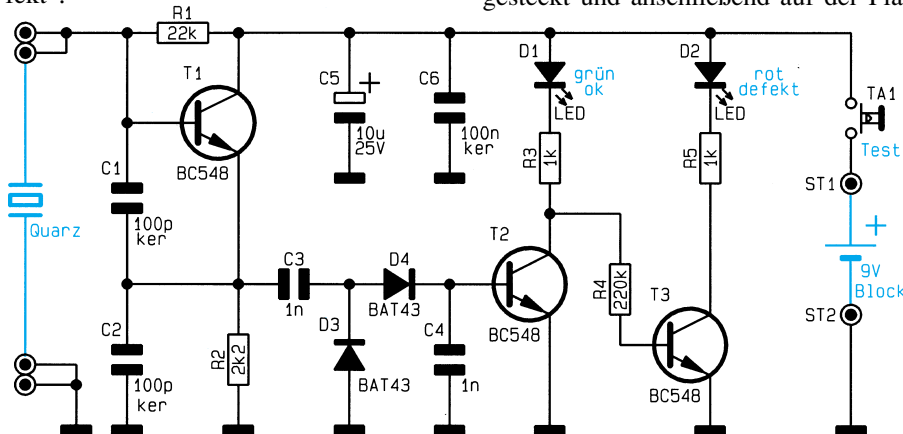 fekt".
gesteckt und anschließend auf der Pla
R1
22k
T1
BC548
C5
+
10u
25V
C6
100n
ker
D1
grün
ok
LED
R3
1k
D2
rot
defekt
LED
R5
1k
TA1
Test
ST1
+
9V
Block
ST2
C1
100p
ker
Quarz
C2
100p
ker
R2
2k2
C3
1n
D4
BAT43
D3
BAT43
C4
1n
T2
BC548
R4
220k
T3
BC548